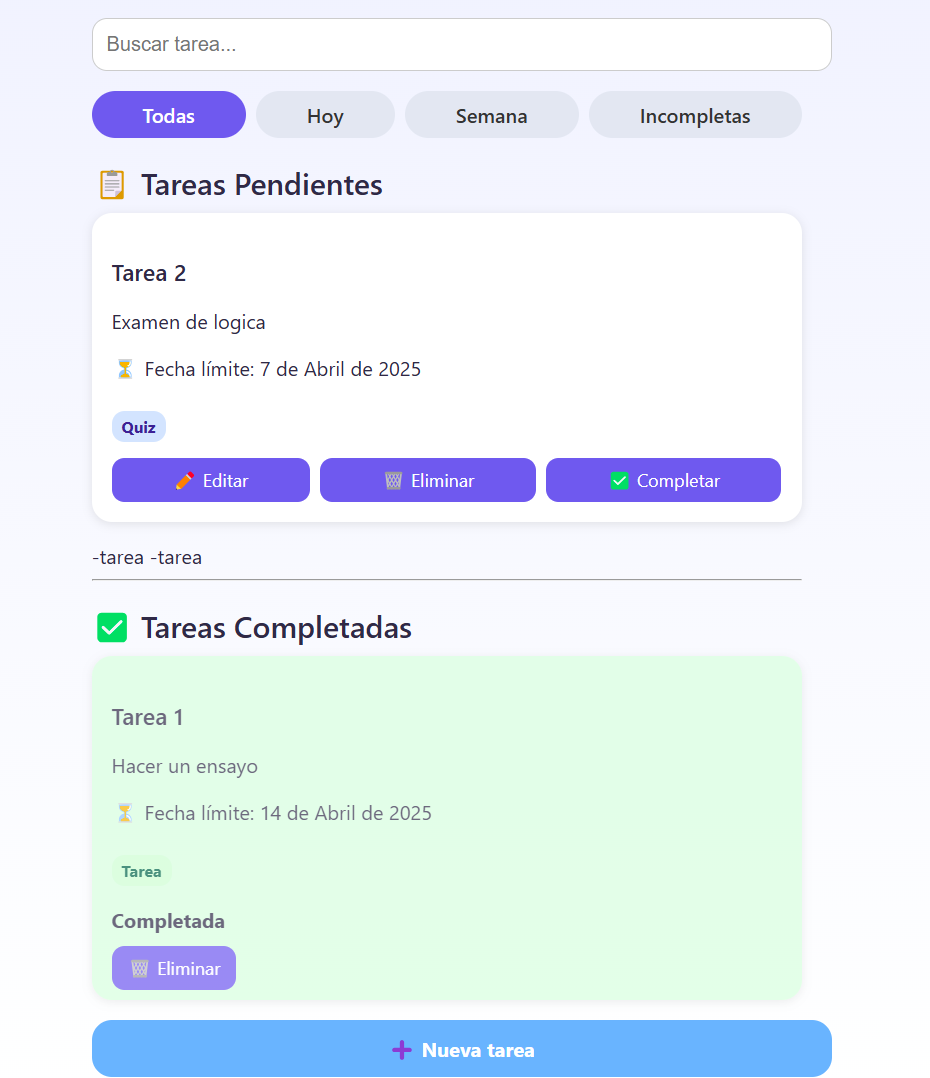 Buscar tarea...
Todas Hoy Semana Incompletas
📋 Tareas Pendientes
Tarea 2
Examen de logica
⏳ Fecha límite: 7 de Abril de 2025
Quiz
✏️ Editar 🗑️ Eliminar ✅ Completar
-tarea -tarea
✅ Tareas Completadas
Tarea 1
Hacer un ensayo
⏳ Fecha límite: 14 de Abril de 2025
Tarea
Completada
🗑️ Eliminar
➕ Nueva tarea